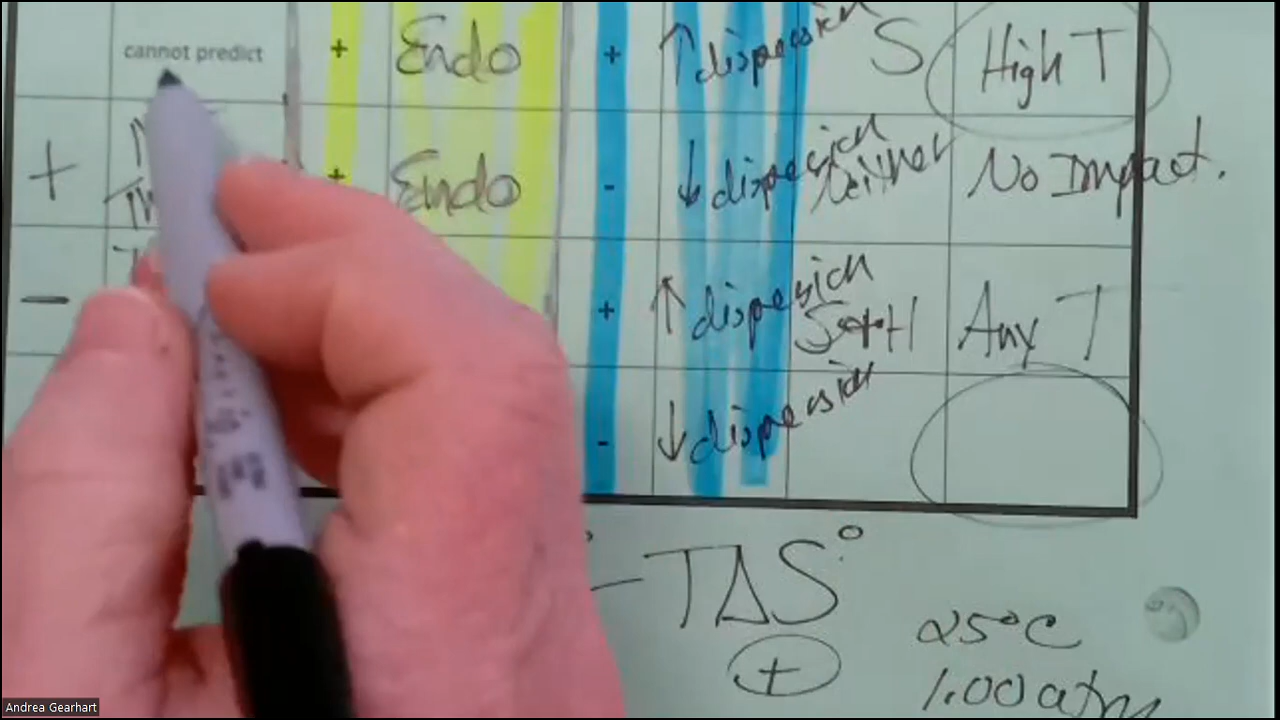 cannot predict + Endo + ↑dispersion S High T
+ + Endo - ↓dispersion Neither No Impact.
- + ↑dispersion S+H Any T
- ↓dispersion
° - TΔS°
+
25°C
1.00 atm
Andrea Gearhart